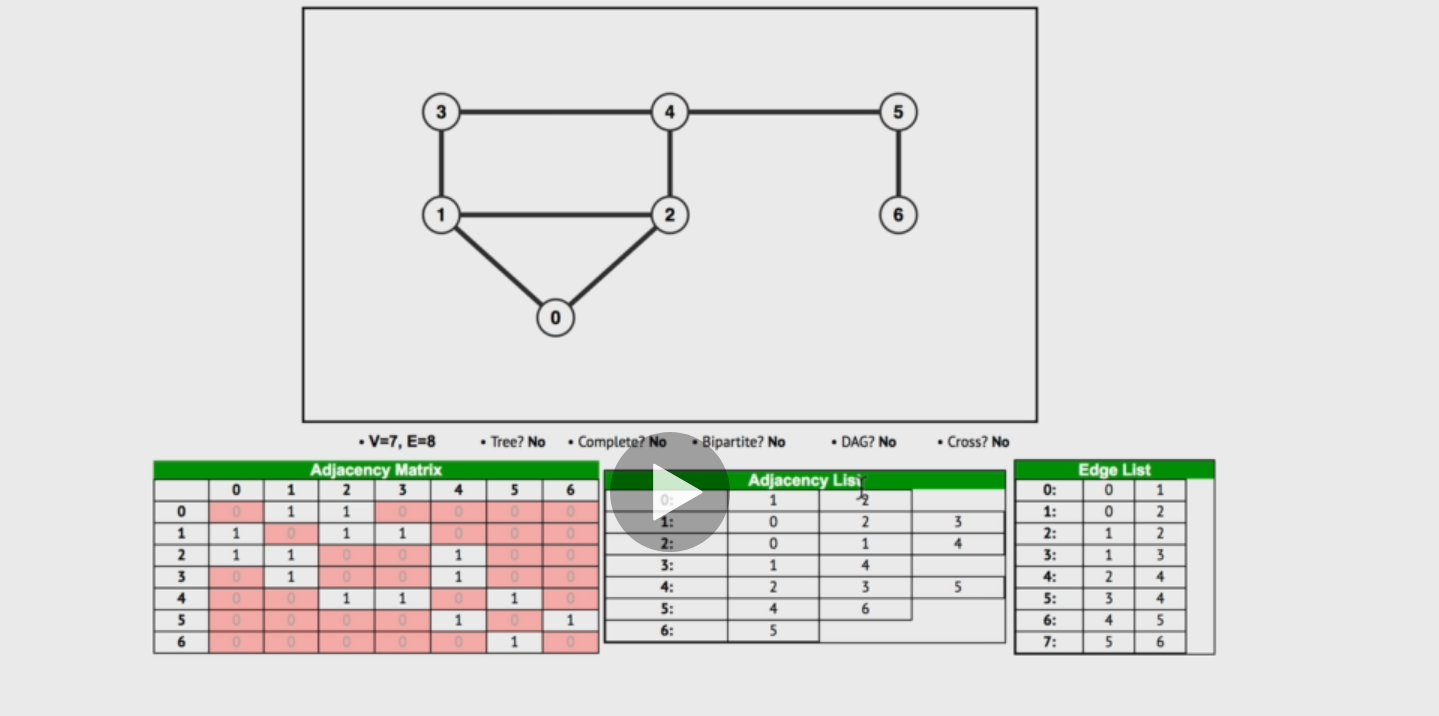 3 4 5
1 2 6
0
• V=7, E=8 • Tree? No • Complete? No • Bipartite? No • DAG? No • Cross? No
Adjacency Matrix
0 1 2 3 4 5 6
0 0 1 1 0 0 0 0
1 1 0 1 1 0 0 0
2 1 1 0 0 1 0 0
3 0 1 0 0 1 0 0
4 0 0 1 1 0 1 0
5 0 0 0 0 1 0 1
6 0 0 0 0 0 1 0
Adjacency List
0: 1 2
1: 0 2 3
2: 0 1 4
3: 1 4
4: 2 3 5
5: 4 6
6: 5
Edge List
0: 0 1
1: 0 2
2: 1 2
3: 1 3
4: 2 4
5: 3 4
6: 4 5
7: 5 6